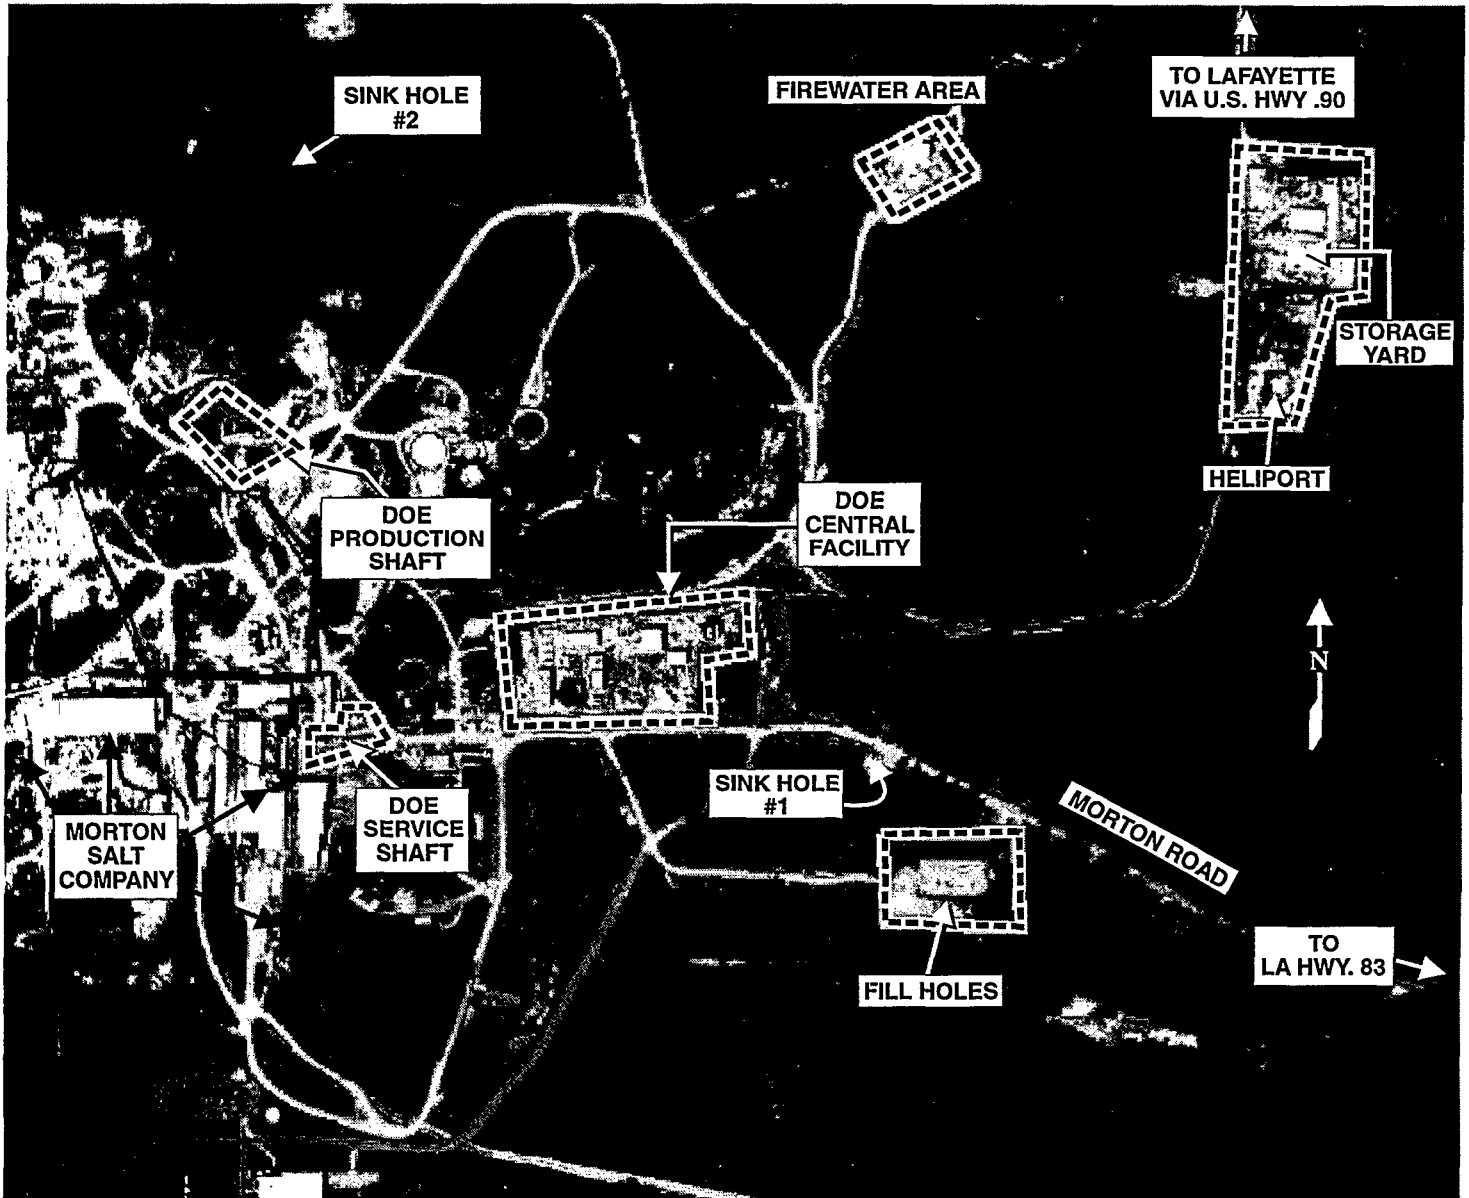 SINK HOLE
#2
FIREWATER AREA
TO LAFAYETTE
VIA U.S. HWY .90
STORAGE
YARD
HELIPORT
DOE
PRODUCTION
SHAFT
DOE
CENTRAL
FACILITY
N
SINK HOLE
#1
MORTON ROAD
DOE
SERVICE
SHAFT
MORTON
SALT
COMPANY
FILL HOLES
TO
LA HWY. 83